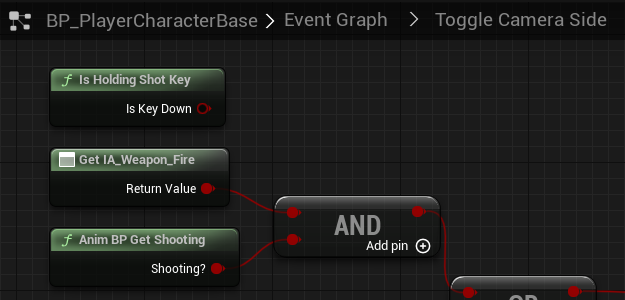 BP_PlayerCharacterBase > Event Graph > Toggle Camera Side
f Is Holding Shot Key
Is Key Down
Get IA_Weapon_Fire
Return Value
AND
Add pin
f Anim BP Get Shooting
Shooting?